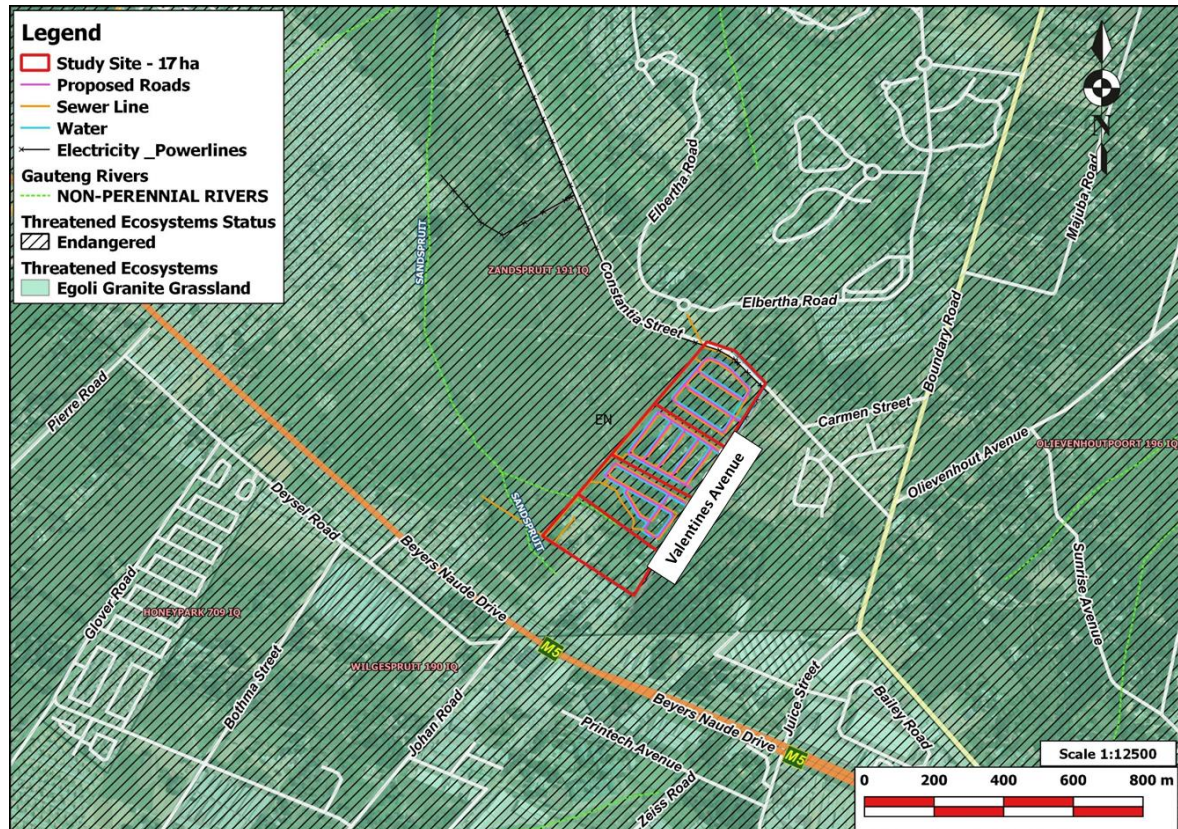 Legend
Study Site - 17 ha
Proposed Roads
Sewer Line
Water
Electricity _Powerlines
Gauteng Rivers
NON-PERENNIAL RIVERS
Threatened Ecosystems Status
Endangered
Threatened Ecosystems
Egoli Granite Grassland
N
Majuba Road
Elbertha Road
SANDSPRUIT
ZANDSPRUIT 191 IQ
Constantia Street
Elbertha Road
Boundary Road
Pierre Road
Carmen Street
EN
OLIEVENHOUTPOORT 196 IQ
Olievenhout Avenue
Valentines Avenue
Deysel Road
SANDSPRUIT
Beyers Naude Drive
Sunrise Avenue
Glover Road
HONEYPARK 709 IQ
Bothma Street
WILGESPRUIT 190 IQ
M5
Johan Road
Beyers Naude Drive
Juice Street
Bailey Road
Printech Avenue
M5
Zeiss Road
Scale 1:12500
0 200 400 600 800 m